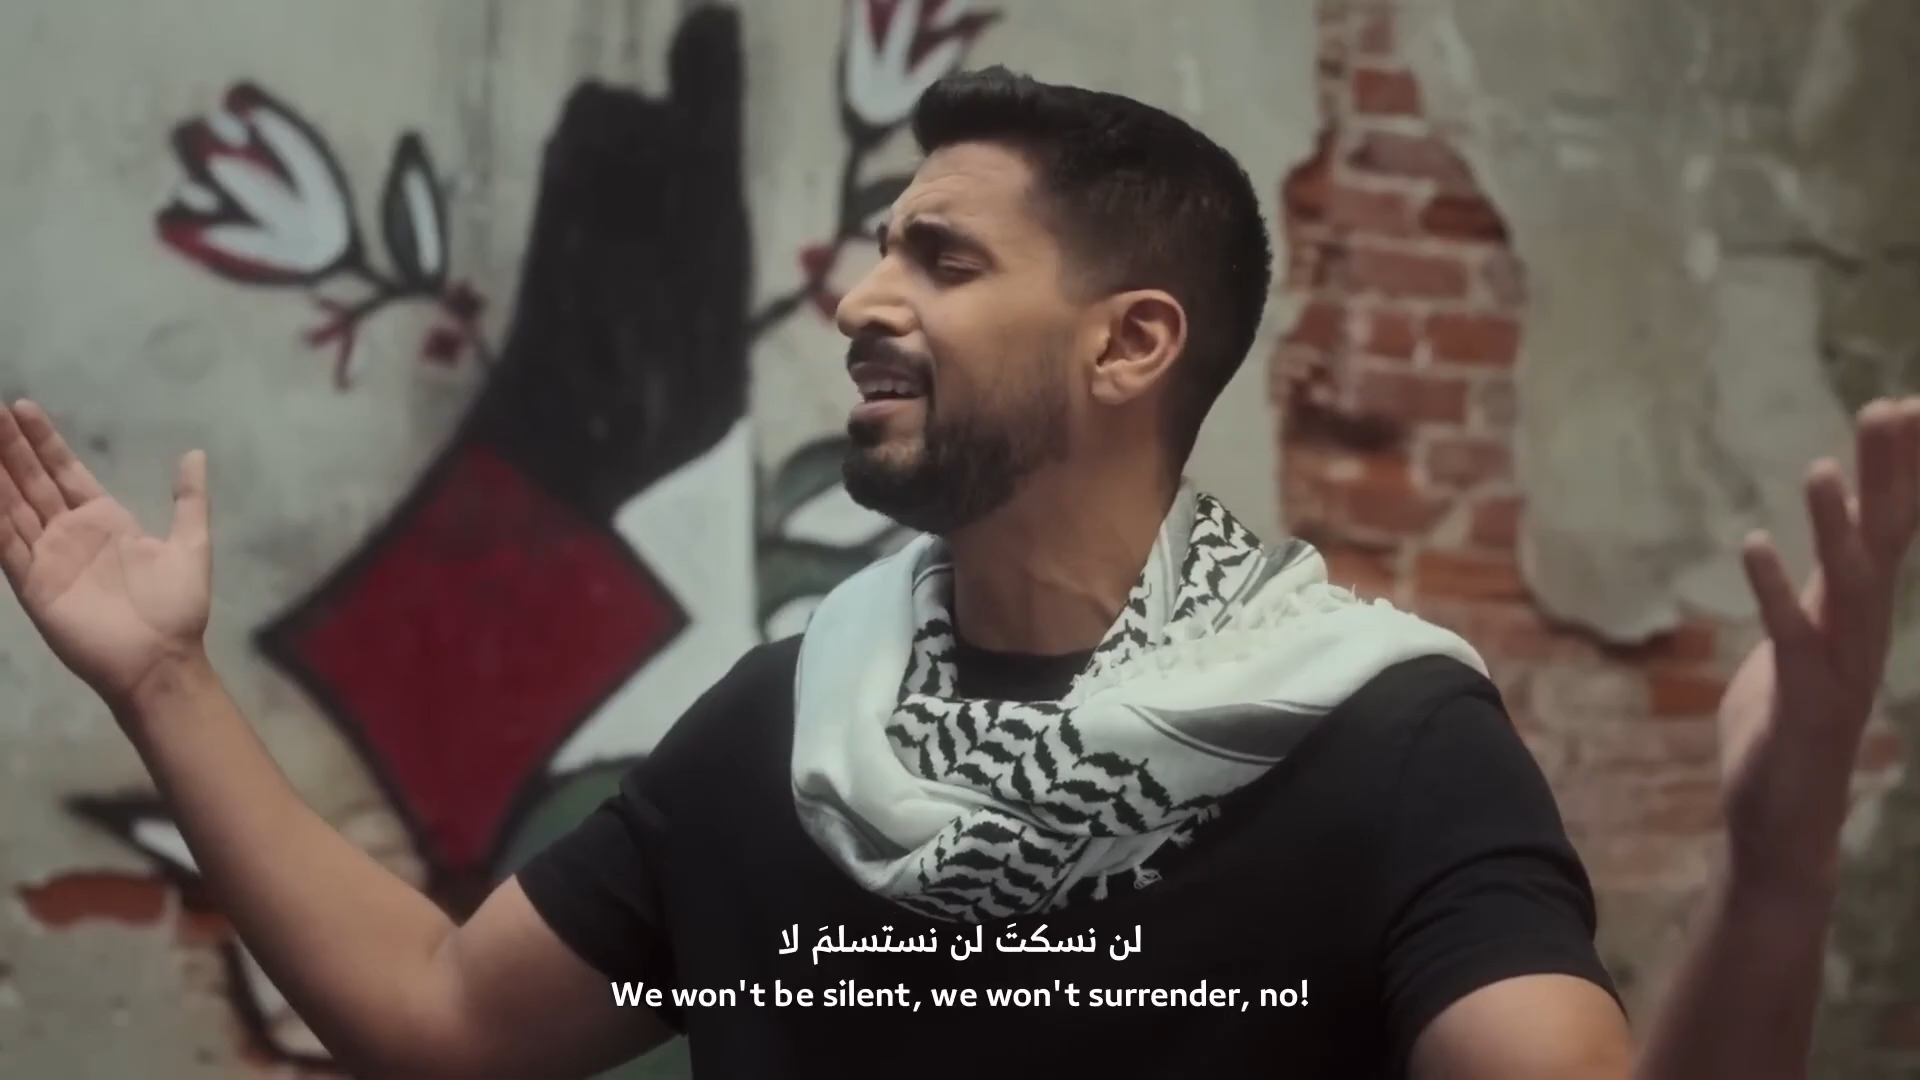 لن نسكتَ لن نستسلمَ لا
We won't be silent, we won't surrender, no!